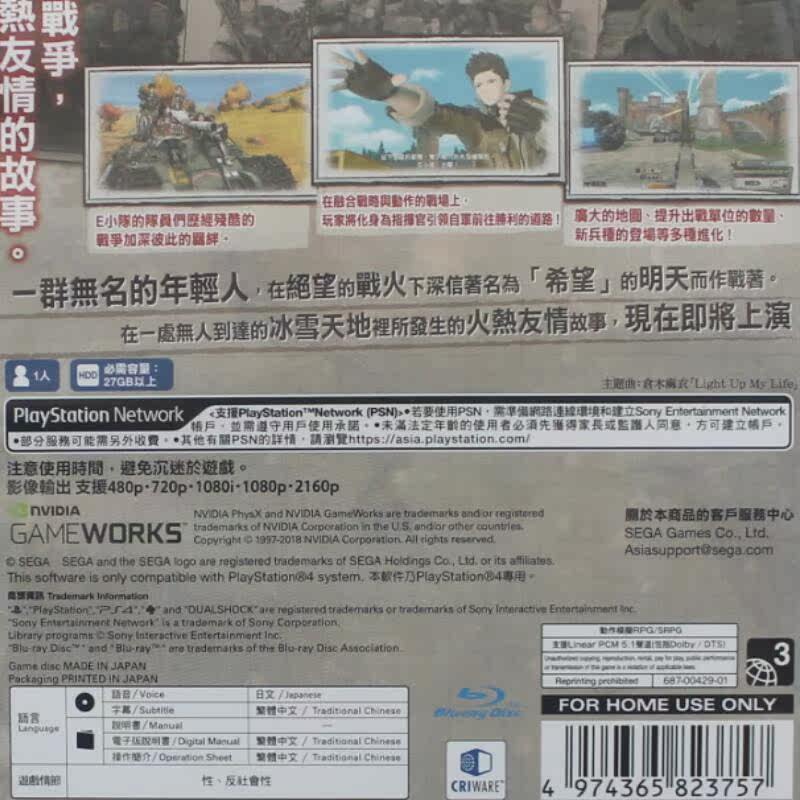 戰爭，
熱友情的故事。
E小隊的隊員們歷經殘酷的
戰爭加深彼此的羈絆。
在融合戰略與動作的戰場上，
玩家將化身為指揮官引領自軍前往勝利的道路！
廣大的地圖、提升出戰單位的數量、
新兵種的登場等多種進化！
一群無名的年輕人，在絕望的戰火下深信著名為「希望」的明天而作戰著。
在一處無人到達的冰雪天地裡所發生的火熱友情故事，現在即將上演
1人
HDD 必需容量：
27GB以上
主題曲：倉木麻衣「Light Up My Life」
PlayStation Network
<支援PlayStation™Network (PSN)>•若要使用PSN，需準備網路連線環境和建立Sony Entertainment Network
帳戶，並需遵守用戶使用承諾。•未滿法定年齡的使用者必須先獲得家長或監護人同意，方可建立帳戶。
•部分服務可能需另外收費。•其他有關PSN的詳情，請瀏覽https://asia.playstation.com/
注意使用時間，避免沉迷於遊戲。
影像輸出 支援480p·720p·1080i·1080p·2160p
NVIDIA
GAMEWORKS™
NVIDIA PhysX and NVIDIA GameWorks are trademarks and/or registered
trademarks of NVIDIA Corporation in the U.S. and/or other countries.
Copyright © 1997-2018 NVIDIA Corporation. All rights reserved.
關於本商品的客戶服務中心
SEGA Games Co., Ltd.
Asiasupport@sega.com
© SEGA SEGA and the SEGA logo are registered trademarks of SEGA Holdings Co., Ltd. or its affiliates.
This software is only compatible with PlayStation®4 system. 本軟件乃PlayStation®4專用。
商標資訊 Trademark Information
"PlayStation", "PS4", and "DUALSHOCK" are registered trademarks or trademarks of Sony Interactive Entertainment Inc.
"Sony Entertainment Network" is a trademark of Sony Corporation.
Library programs © Sony Interactive Entertainment Inc.
"Blu-ray Disc™" and "Blu-ray™" are trademarks of the Blu-ray Disc Association.
Game disc MADE IN JAPAN
Packaging PRINTED IN JAPAN
動作模擬RPG/SRPG
支援Linear PCM 5.1聲道(包括Dolby / DTS)
Unauthorized copying, reproduction, rental, pay for play, public performance
or transmission of this game is a violation of applicable laws.
Reprinting prohibited 687-00429-01
3
FOR HOME USE ONLY
語言
Language
語音/Voice 日文/Japanese
字幕/Subtitle 繁體中文/Traditional Chinese
說明書/Manual —
電子版說明書/Digital Manual 繁體中文/Traditional Chinese
操作簡介/Operation Sheet 繁體中文/Traditional Chinese
遊戲情節 性、反社會性
Blu-ray Disc
CRIWARE™
4 974365 823757